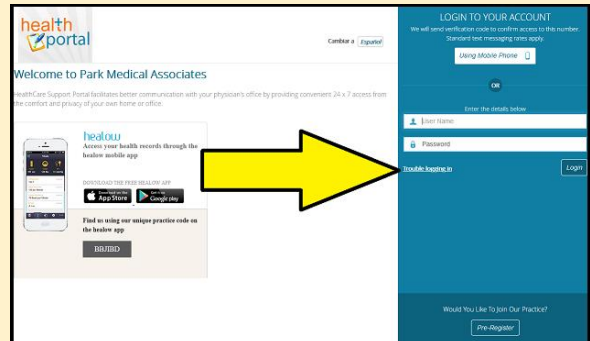 health
portal
Cambiar a Español
Welcome to Park Medical Associates
HealthCare Support Portal facilitates better communication with your physician's office by providing convenient 24 x 7 access from
the comfort and privacy of your own home or office.
healow
Access your health records through the
healow mobile app
DOWNLOAD THE FREE HEALOW APP
Download on the
App Store
Google play
Find us using our unique practice code on
the healow app
BBJIBD
LOGIN TO YOUR ACCOUNT
We will send verification code to confirm access to this number.
Standard text messaging rates apply.
Using Mobile Phone
OR
Enter the details below
User Name
Password
Trouble logging in
Login
Would You Like To Join Our Practice?
Pre-Register